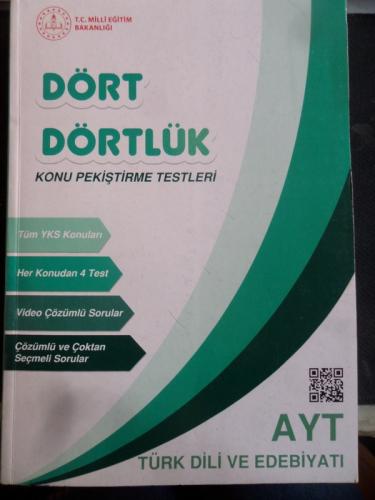 T.C. MİLLÎ EĞİTİM
BAKANLIĞI
DÖRT
DÖRTLÜK
KONU PEKİŞTİRME TESTLERİ
Tüm YKS Konuları
Her Konudan 4 Test
Video Çözümlü Sorular
Çözümlü ve Çoktan
Seçmeli Sorular
AYT
TÜRK DİLİ VE EDEBİYATI